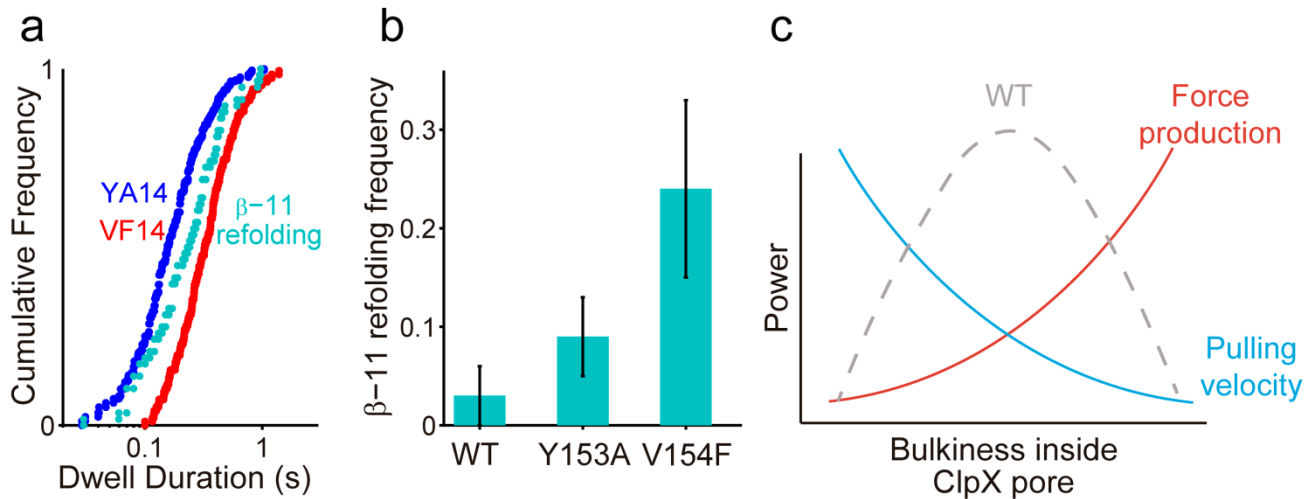 a
1
Cumulative Frequency
YA14
VF14
β−11
refolding
0
0.1
1
Dwell Duration (s)
b
β−11 refolding frequency
0.3
0.2
0.1
0
WT
Y153A
V154F
c
WT
Force
production
Power
Pulling
velocity
Bulkiness inside
ClpX pore